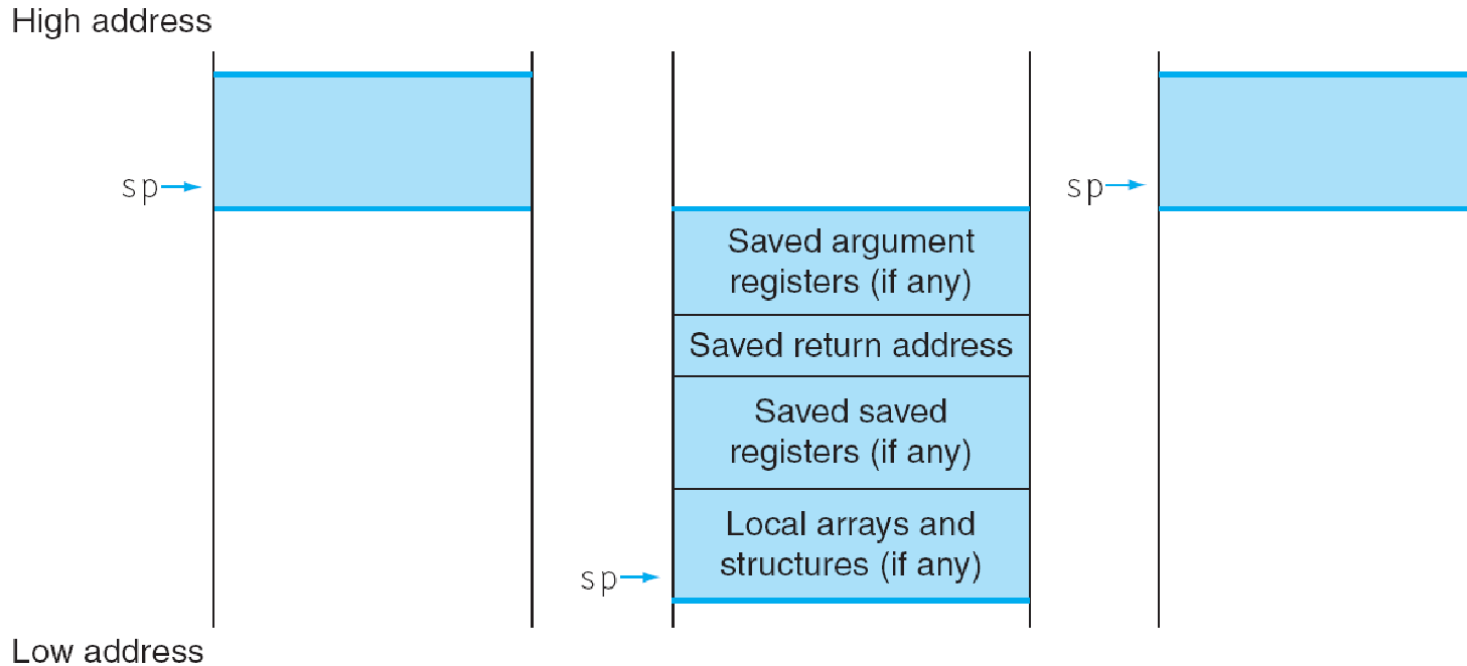 High address
sp
sp
Saved argument
registers (if any)
Saved return address
Saved saved
registers (if any)
Local arrays and
structures (if any)
sp
Low address